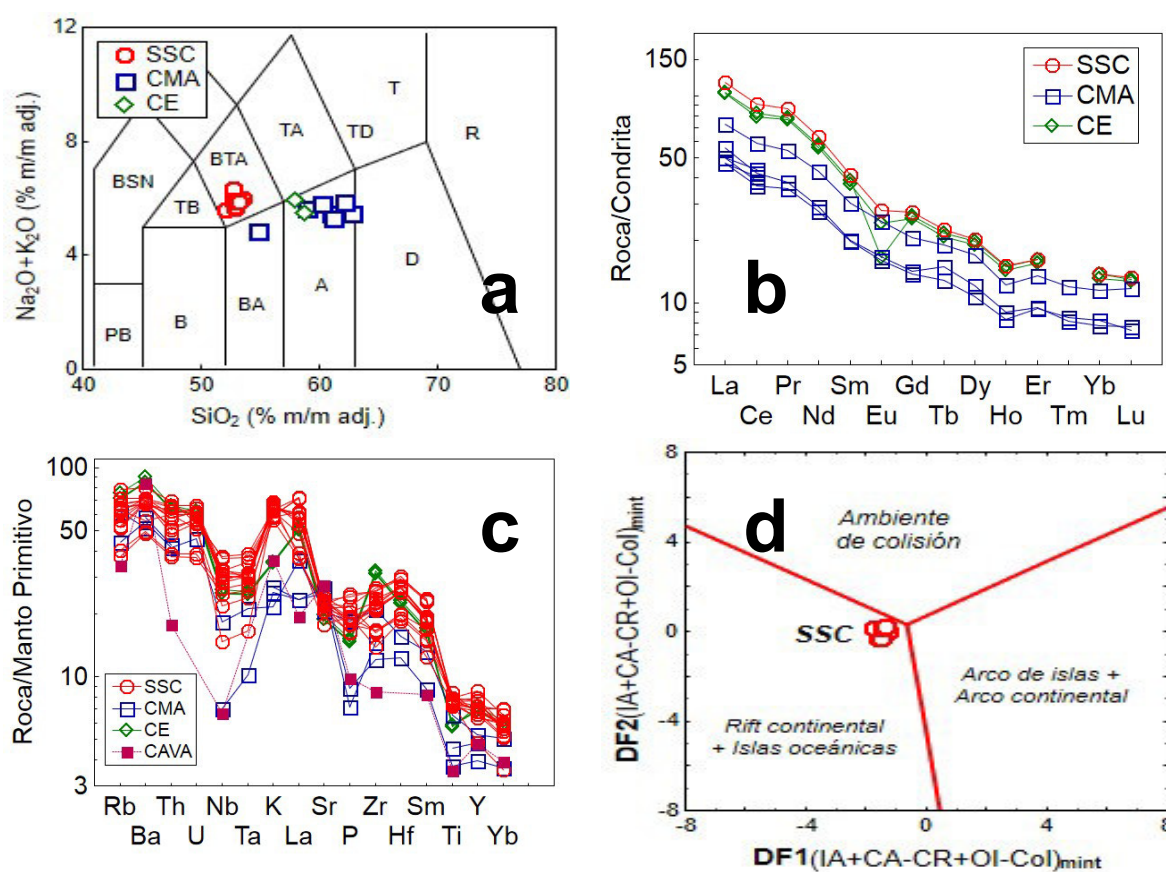 12
8
4
0
Na₂O+K₂O (% m/m adj.)
SSC
CMA
CE
T
TA
TD
R
BTA
BSN
TB
a
D
A
BA
B
PB
40 50 60 70 80
SiO₂ (% m/m adj.)
150
50
10
5
Roca/Condrita
SSC
CMA
CE
b
La Pr Sm Gd Dy Er Yb
Ce Nd Eu Tb Ho Tm Lu
100
50
10
3
Roca/Manto Primitivo
c
SSC
CMA
CE
CAVA
Rb Th Nb K Sr Zr Sm Y
Ba U Ta La P Hf Ti Yb
8
4
0
-4
-8
DF2(IA+CA-CR+OI-Col)mint
d
Ambiente
de colisión
SSC
Arco de islas +
Arco continental
Rift continental
+ Islas oceánicas
-8 -4 0 4 8
DF1(IA+CA-CR+OI-Col)mint